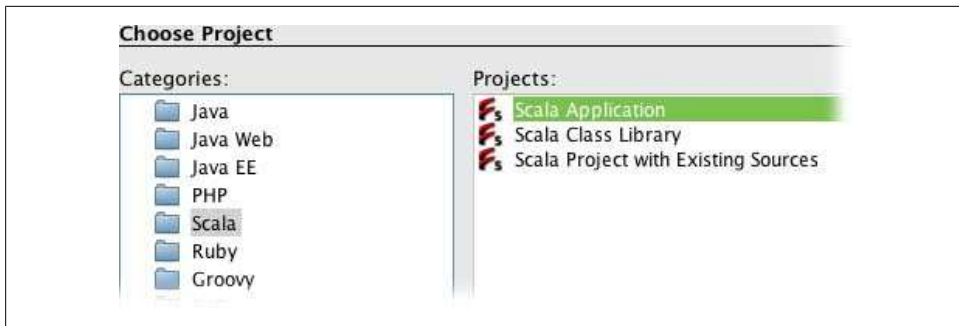 Choose Project
Categories:
Java
Java Web
Java EE
PHP
Scala
Ruby
Groovy
Projects:
Scala Application
Scala Class Library
Scala Project with Existing Sources